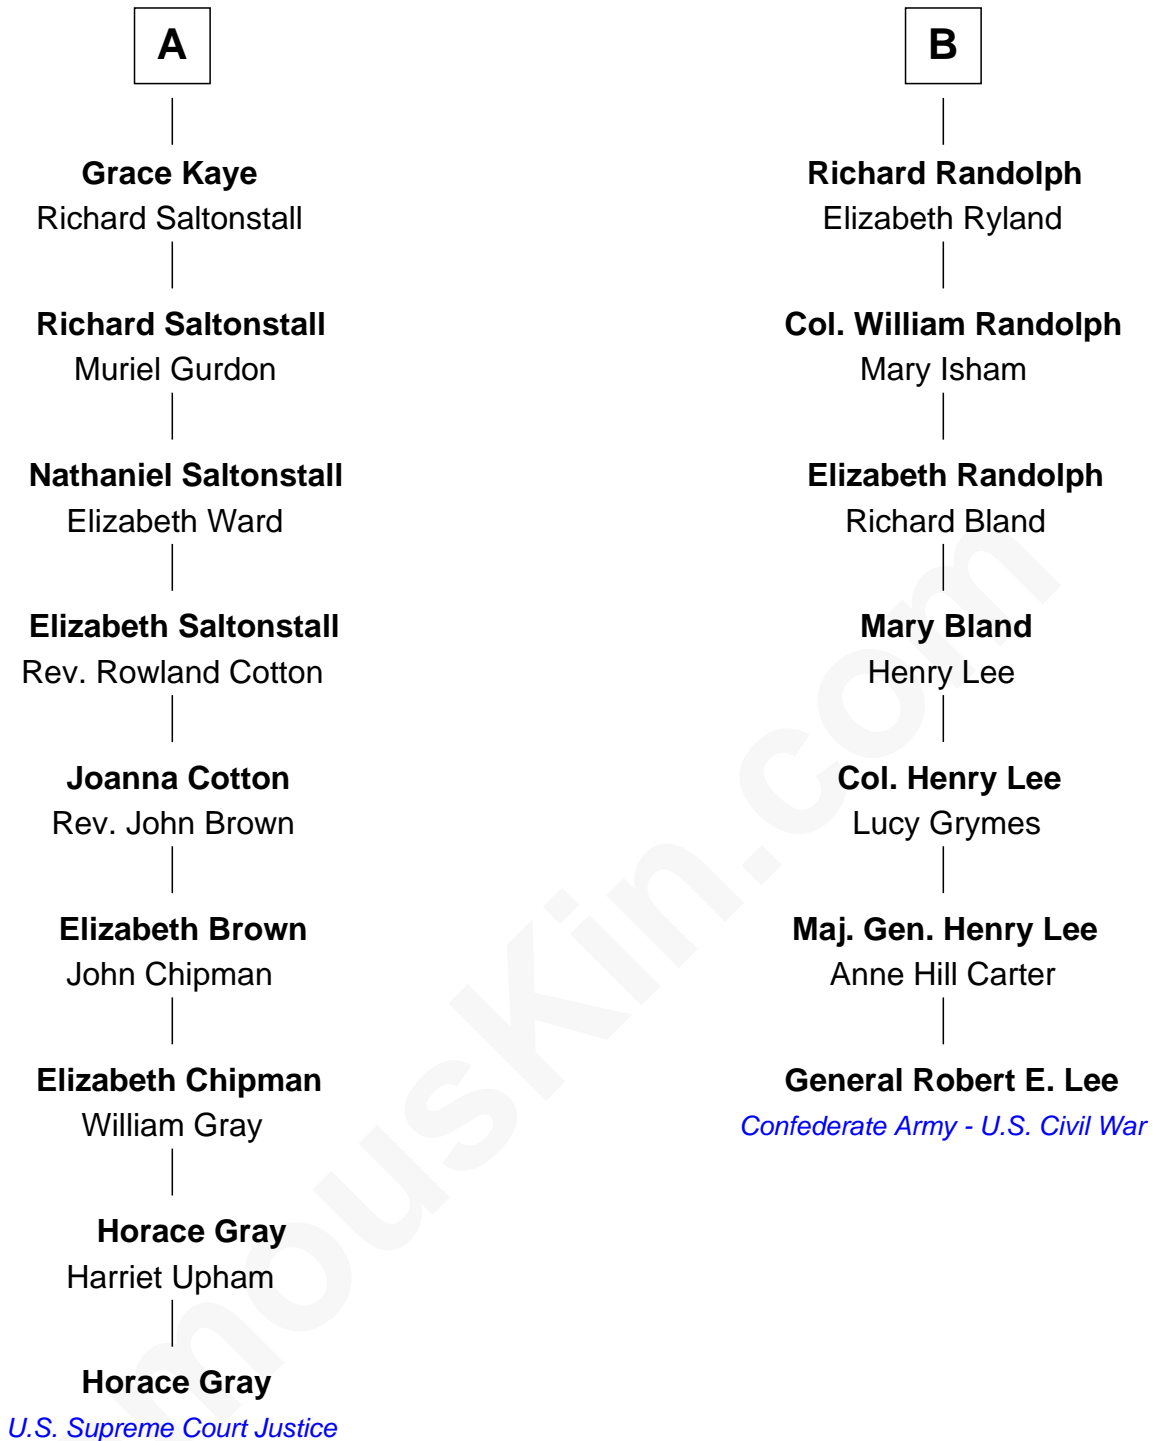 A
Grace Kaye
Richard Saltonstall
Richard Saltonstall
Muriel Gurdon
Nathaniel Saltonstall
Elizabeth Ward
Elizabeth Saltonstall
Rev. Rowland Cotton
Joanna Cotton
Rev. John Brown
Elizabeth Brown
John Chipman
Elizabeth Chipman
William Gray
Horace Gray
Harriet Upham
Horace Gray
U.S. Supreme Court Justice
B
Richard Randolph
Elizabeth Ryland
Col. William Randolph
Mary Isham
Elizabeth Randolph
Richard Bland
Mary Bland
Henry Lee
Col. Henry Lee
Lucy Grymes
Maj. Gen. Henry Lee
Anne Hill Carter
General Robert E. Lee
Confederate Army - U.S. Civil War
mousKin.com